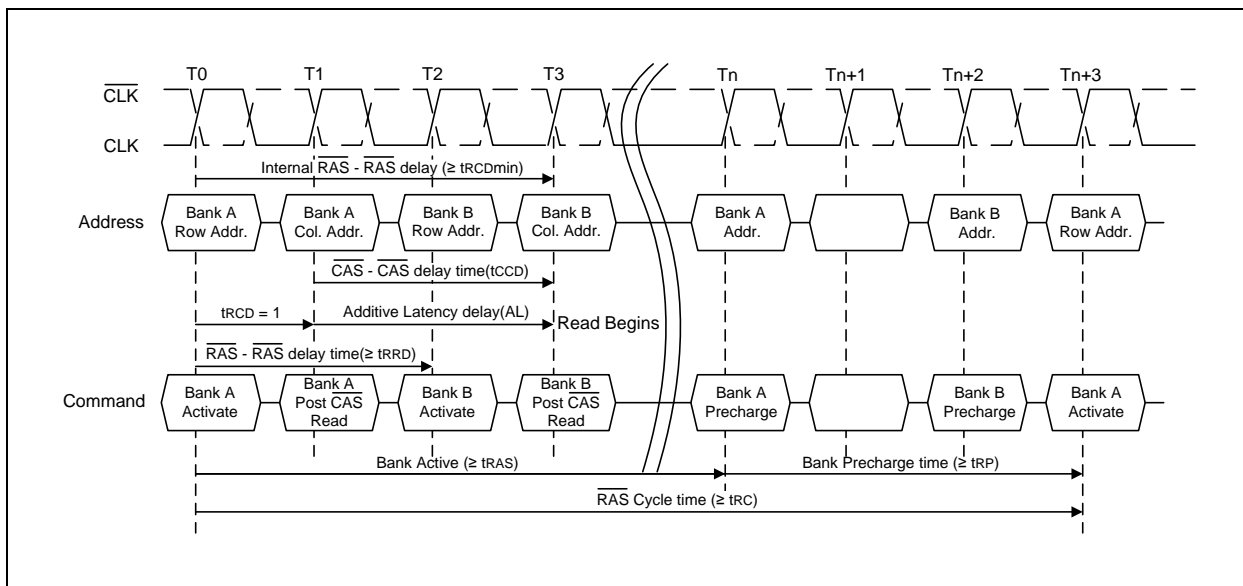 T0 T1 T2 T3 Tn Tn+1 Tn+2 Tn+3
CLK
CLK
Internal RAS - RAS delay (≥ tRCDmin)
Address
Bank A
Row Addr.
Bank A
Col. Addr.
Bank B
Row Addr.
Bank B
Col. Addr.
Bank A
Addr.
Bank B
Addr.
Bank A
Row Addr.
CAS - CAS delay time(tCCD)
tRCD = 1
Additive Latency delay(AL)
Read Begins
RAS - RAS delay time(≥ tRRD)
Command
Bank A
Activate
Bank A
Post CAS
Read
Bank B
Activate
Bank B
Post CAS
Read
Bank A
Precharge
Bank B
Precharge
Bank A
Activate
Bank Active (≥ tRAS)
Bank Precharge time (≥ tRP)
RAS Cycle time (≥ tRC)